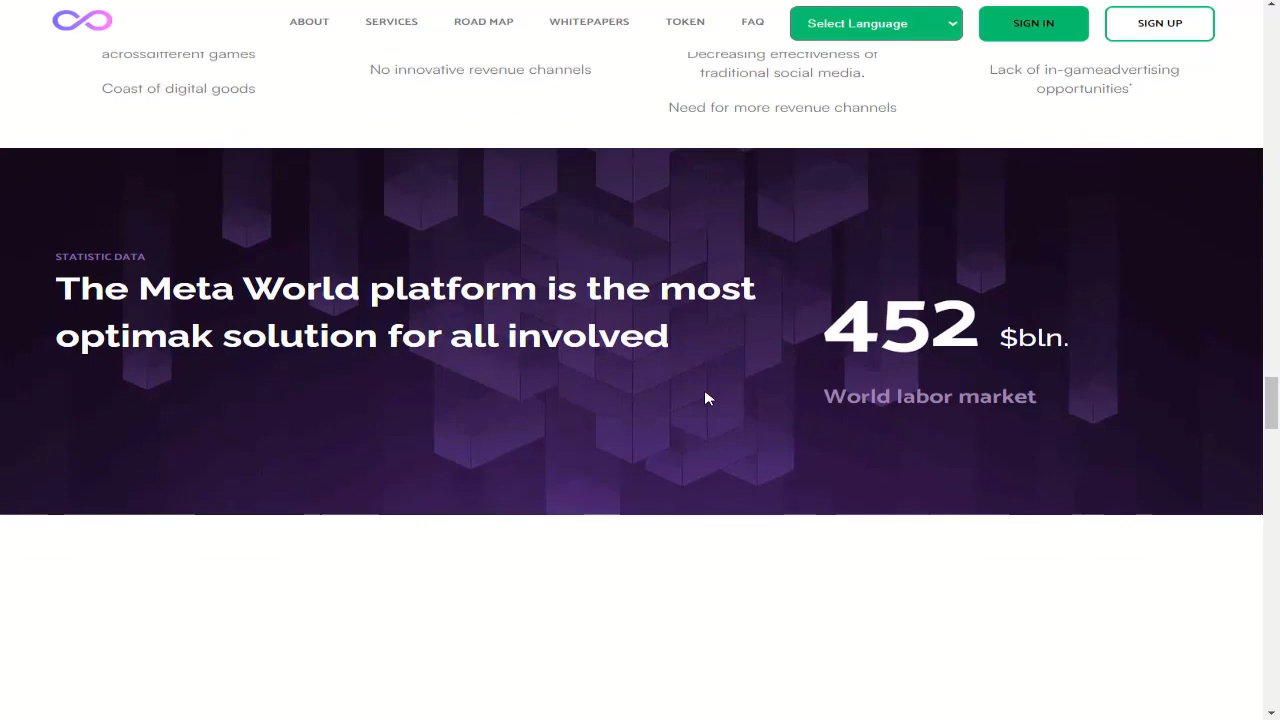 ABOUT SERVICES ROAD MAP WHITEPAPERS TOKEN FAQ Select Language SIGN IN SIGN UP
acrossdifferent games
Coast of digital goods
No innovative revenue channels
Decreasing effectiveness of
traditional social media.
Need for more revenue channels
Lack of in-gameadvertising
opportunities'
STATISTIC DATA
The Meta World platform is the most
optimak solution for all involved
452 $bln.
World labor market